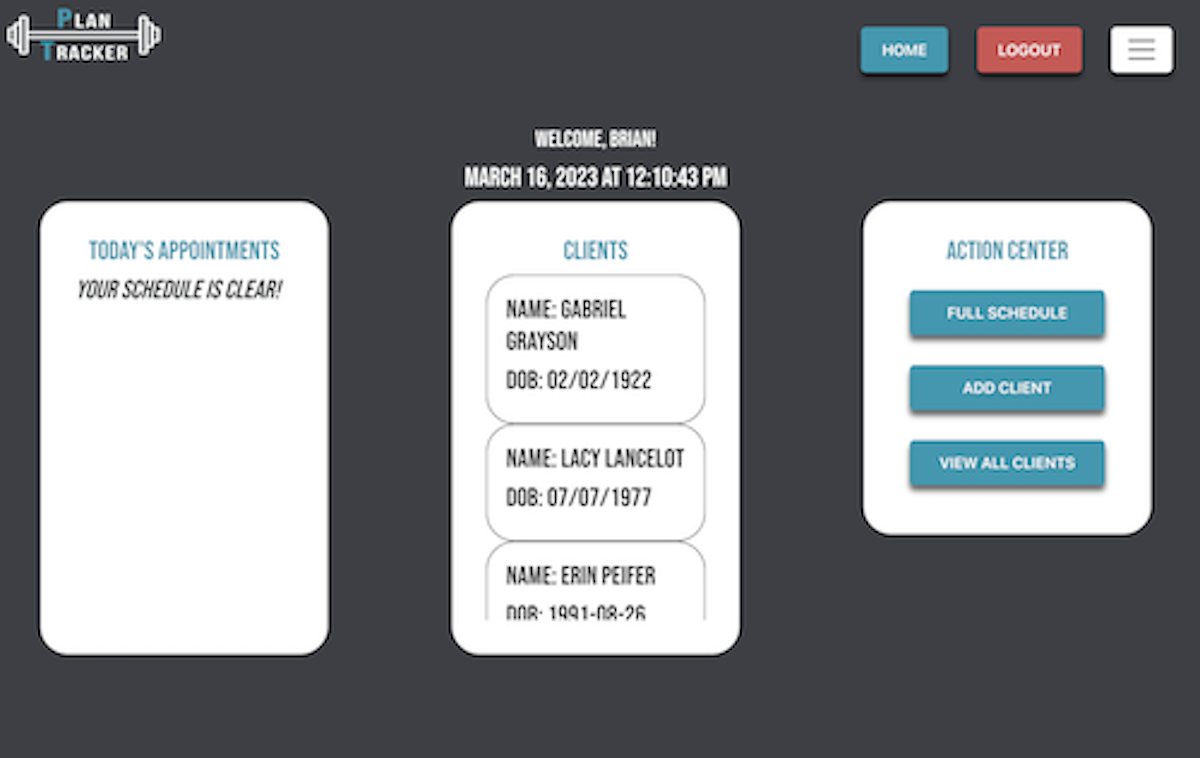 PLAN
TRACKER
HOME
LOGOUT
WELCOME, BRIAN!
MARCH 16, 2023 AT 12:10:43 PM
TODAY'S APPOINTMENTS
YOUR SCHEDULE IS CLEAR!
CLIENTS
NAME: GABRIEL
GRAYSON
DOB: 02/02/1922
NAME: LACY LANCELOT
DOB: 07/07/1977
NAME: ERIN PEIFER
DOB: 1991-08-26
ACTION CENTER
FULL SCHEDULE
ADD CLIENT
VIEW ALL CLIENTS